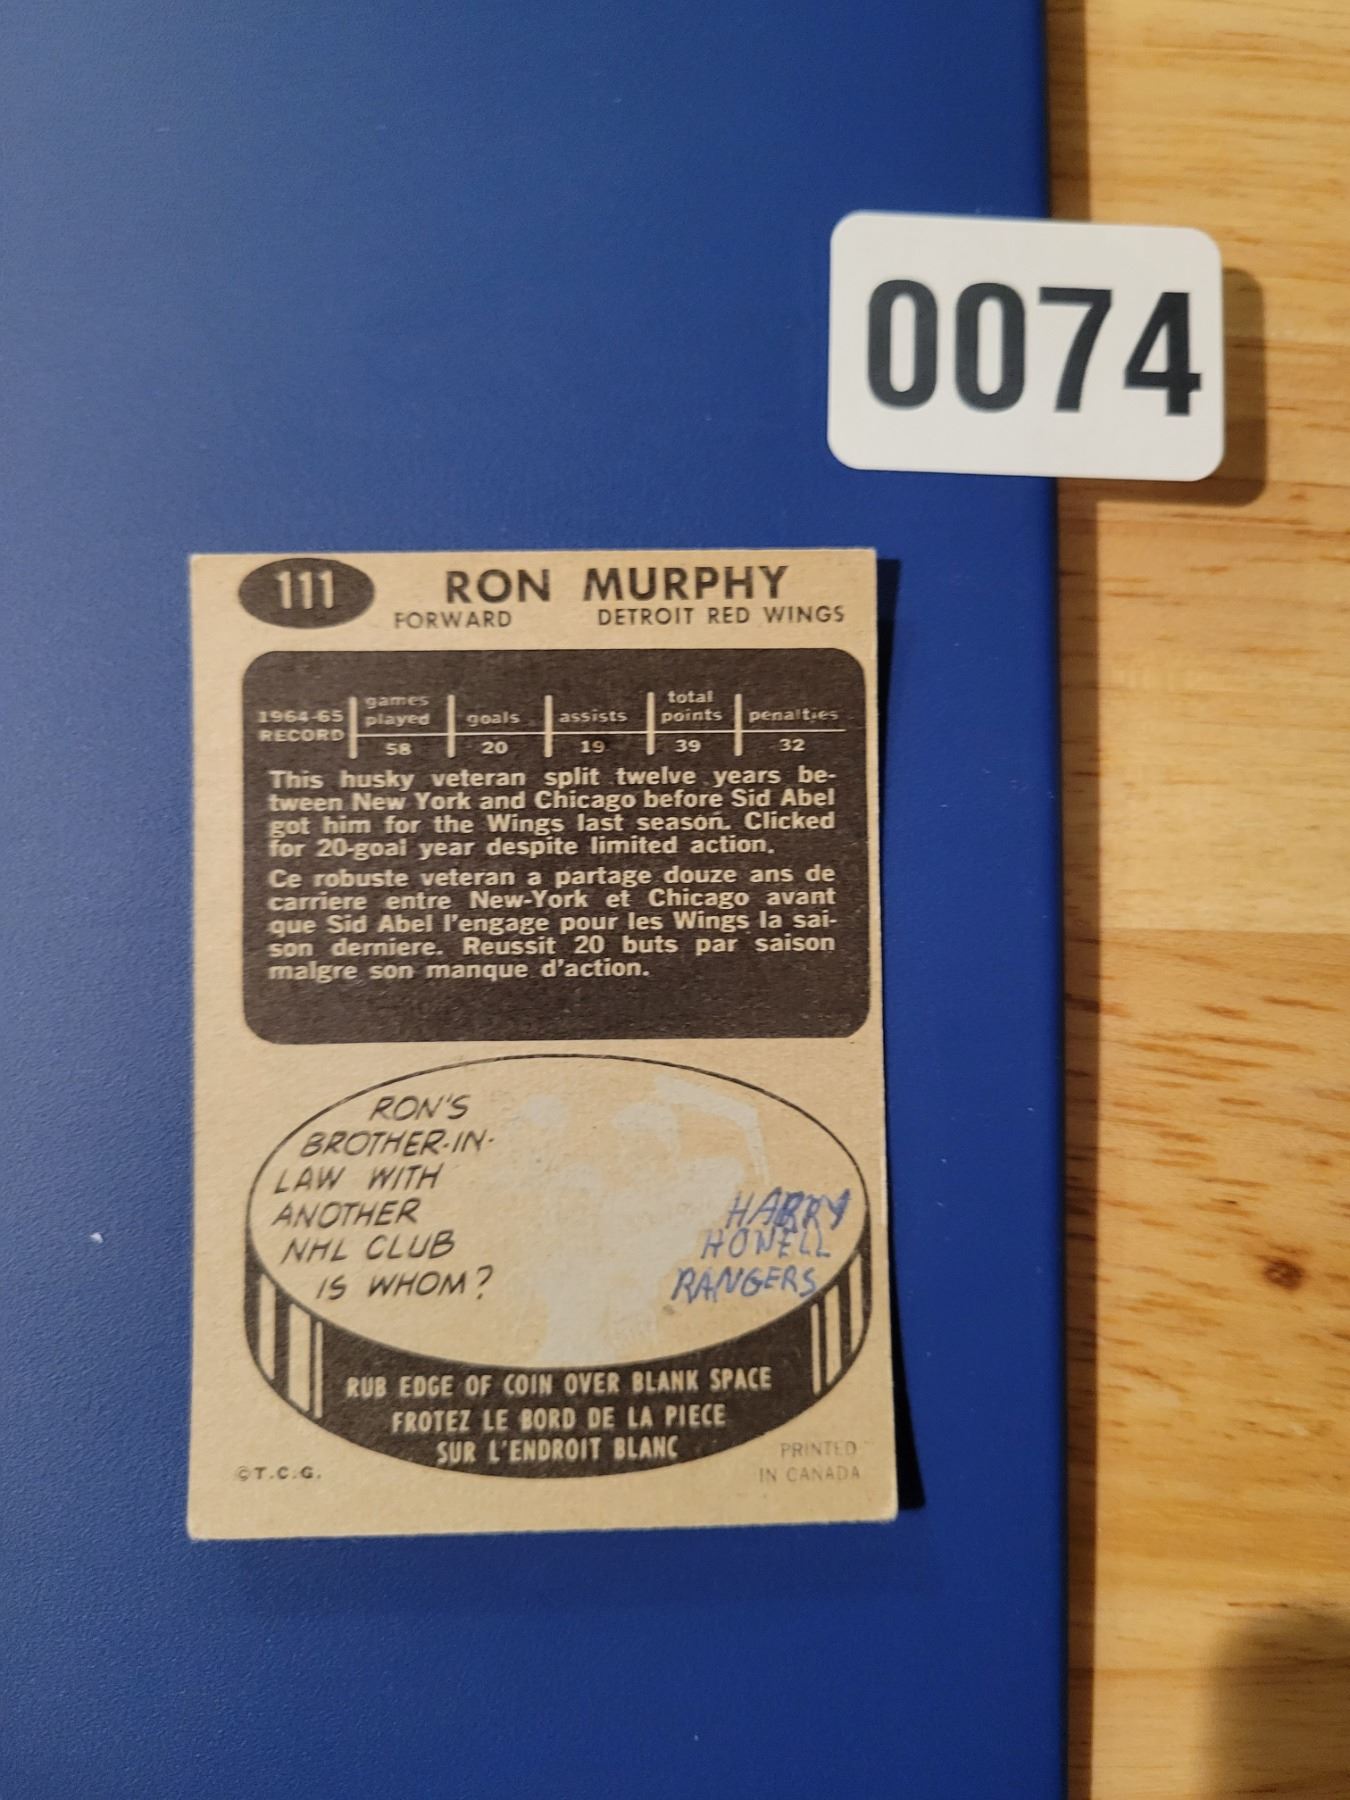 0074
111 RON MURPHY
FORWARD DETROIT RED WINGS
1964-65 RECORD games played goals assists total points penalties
58 20 19 39 32
This husky veteran split twelve years be-
tween New York and Chicago before Sid Abel
got him for the Wings last season. Clicked
for 20-goal year despite limited action.
Ce robuste veteran a partage douze ans de
carriere entre New-York et Chicago avant
que Sid Abel l'engage pour les Wings la sai-
son derniere. Reussit 20 buts par saison
malgre son manque d'action.
RON'S
BROTHER-IN-
LAW WITH
ANOTHER
NHL CLUB
IS WHOM?
HARRY
HOWELL
RANGERS
RUB EDGE OF COIN OVER BLANK SPACE
FROTEZ LE BORD DE LA PIECE
SUR L'ENDROIT BLANC
©T.C.G.
PRINTED
IN CANADA